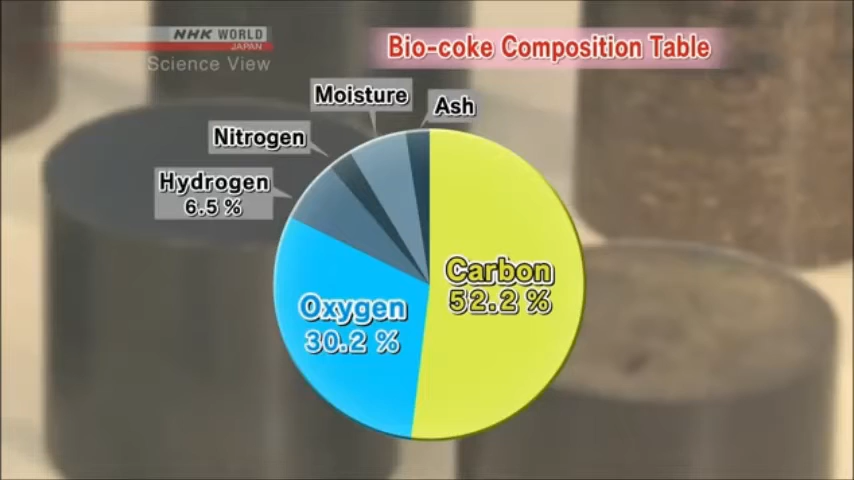 NHK WORLD
JAPAN
Science View
Bio-coke Composition Table
Moisture
Ash
Nitrogen
Hydrogen
6.5 %
Carbon
52.2 %
Oxygen
30.2 %